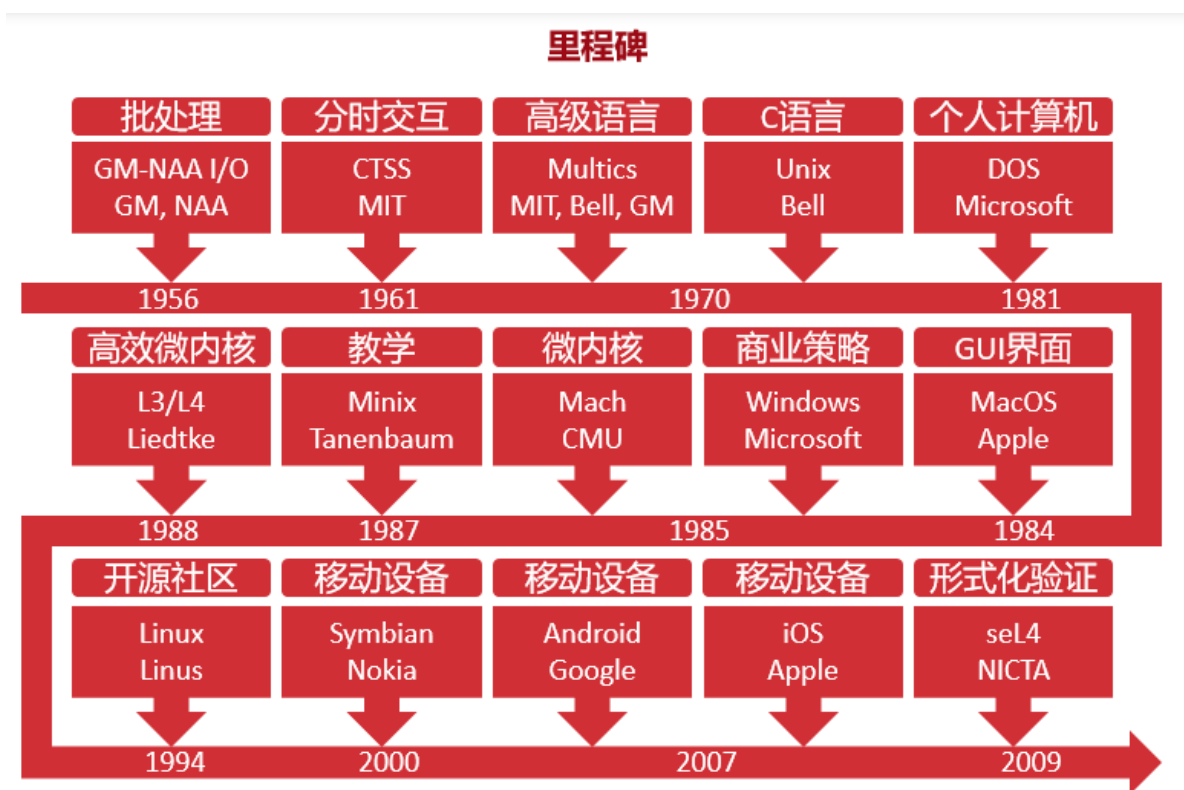 里程碑
批处理
GM-NAA I/O
GM, NAA
分时交互
CTSS
MIT
高级语言
Multics
MIT, Bell, GM
C语言
Unix
Bell
个人计算机
DOS
Microsoft
1956
1961
1970
1981
高效微内核
L3/L4
Liedtke
教学
Minix
Tanenbaum
微内核
Mach
CMU
商业策略
Windows
Microsoft
GUI界面
MacOS
Apple
1988
1987
1985
1984
开源社区
Linux
Linus
移动设备
Symbian
Nokia
移动设备
Android
Google
移动设备
iOS
Apple
形式化验证
seL4
NICTA
1994
2000
2007
2009